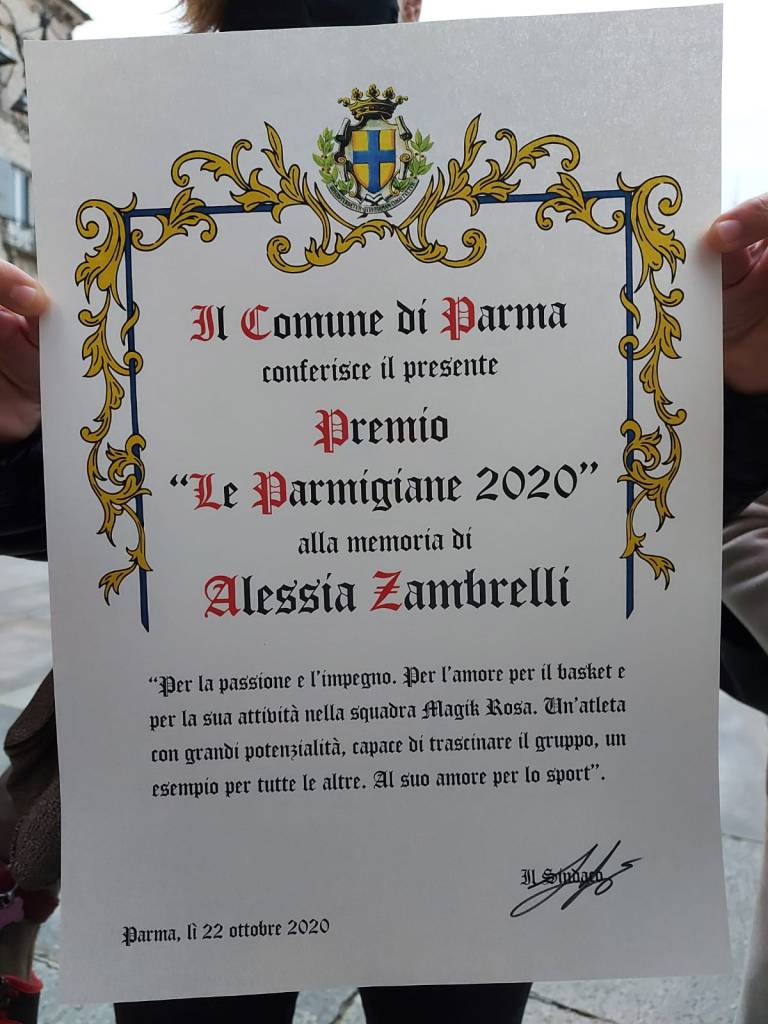 Il Comune di Parma
conferisce il presente
Premio
“Le Parmigiane 2020”
alla memoria di
Alessia Zambrelli
“Per la passione e l'impegno. Per l'amore per il basket e
per la sua attività nella squadra Magik Rosa. Un'atleta
con grandi potenzialità, capace di trascinare il gruppo, un
esempio per tutte le altre. Al suo amore per lo sport”.
Il Sindaco
Parma, lì 22 ottobre 2020